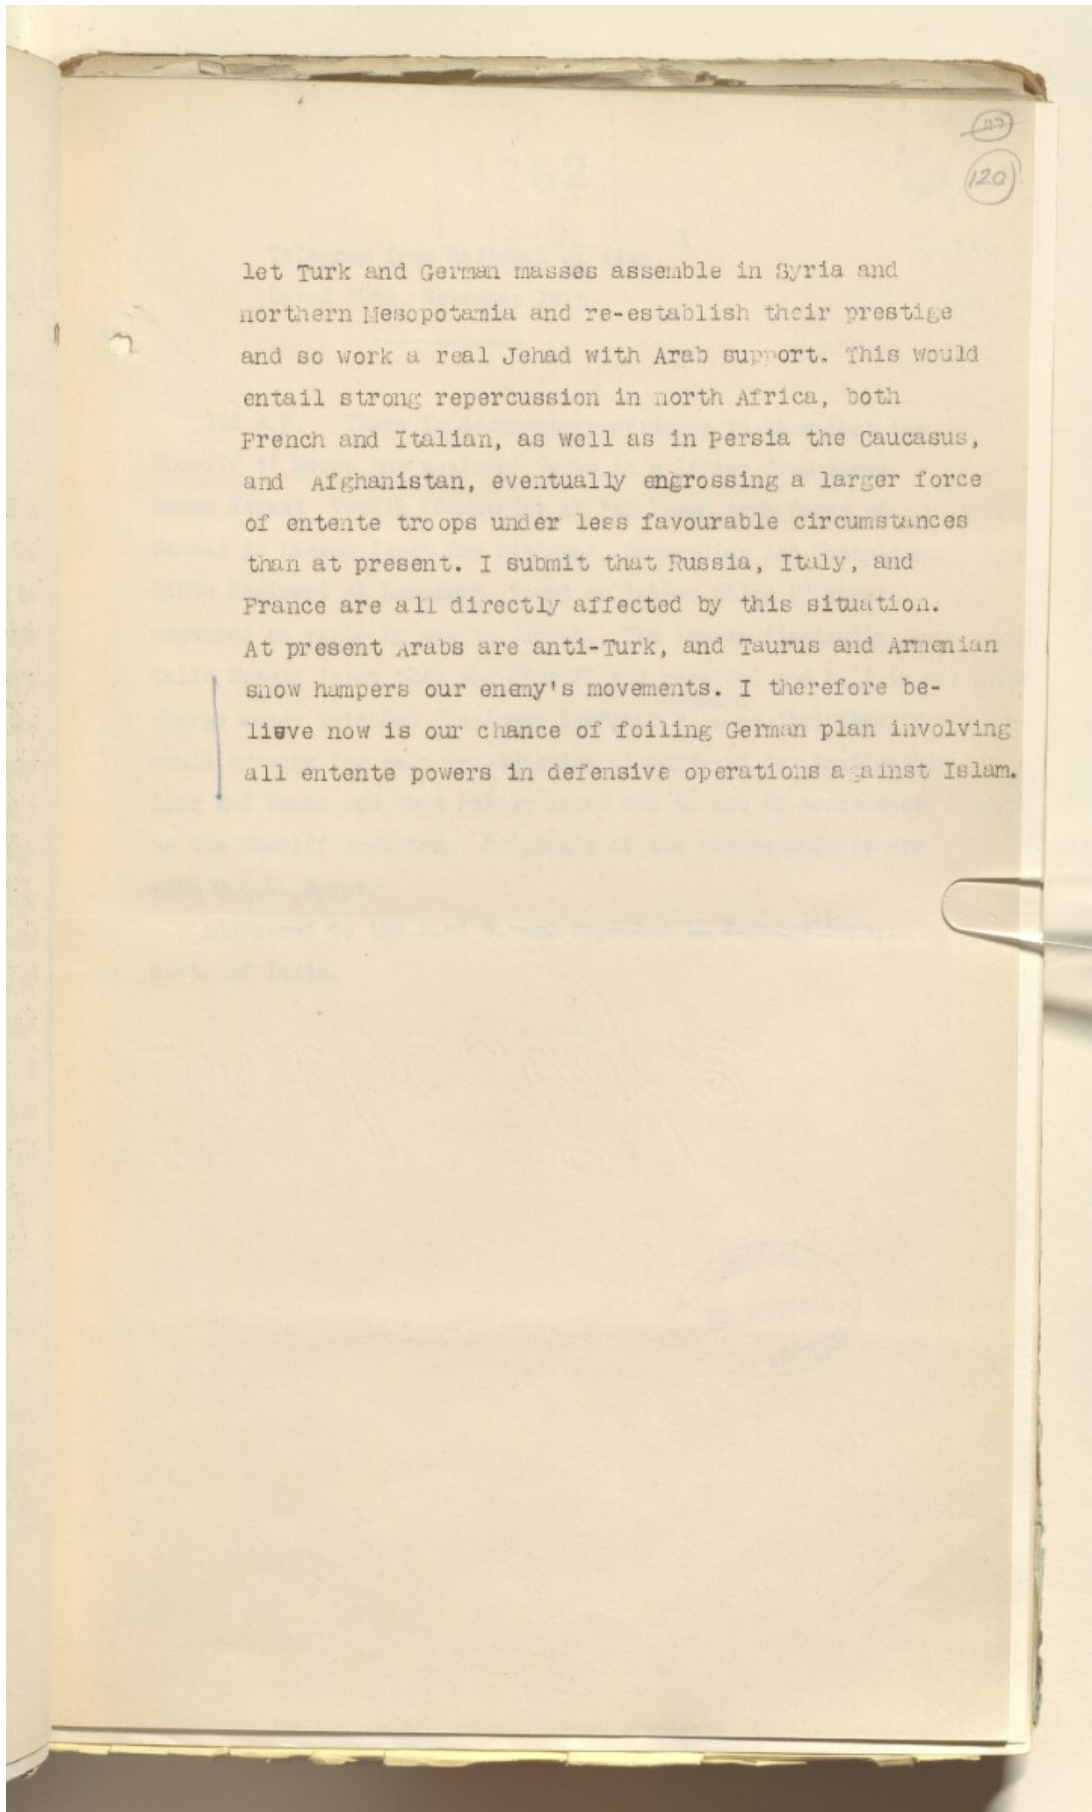 117
120
let Turk and German masses assemble in Syria and
northern Mesopotamia and re-establish their prestige
and so work a real Jehad with Arab support. This would
entail strong repercussion in north Africa, both
French and Italian, as well as in Persia the Caucasus,
and Afghanistan, eventually engrossing a larger force
of entente troops under less favourable circumstances
than at present. I submit that Russia, Italy, and
France are all directly affected by this situation.
At present Arabs are anti-Turk, and Taurus and Armenian
snow hampers our enemy's movements. I therefore be-
lieve now is our chance of foiling German plan involving
all entente powers in defensive operations against Islam.